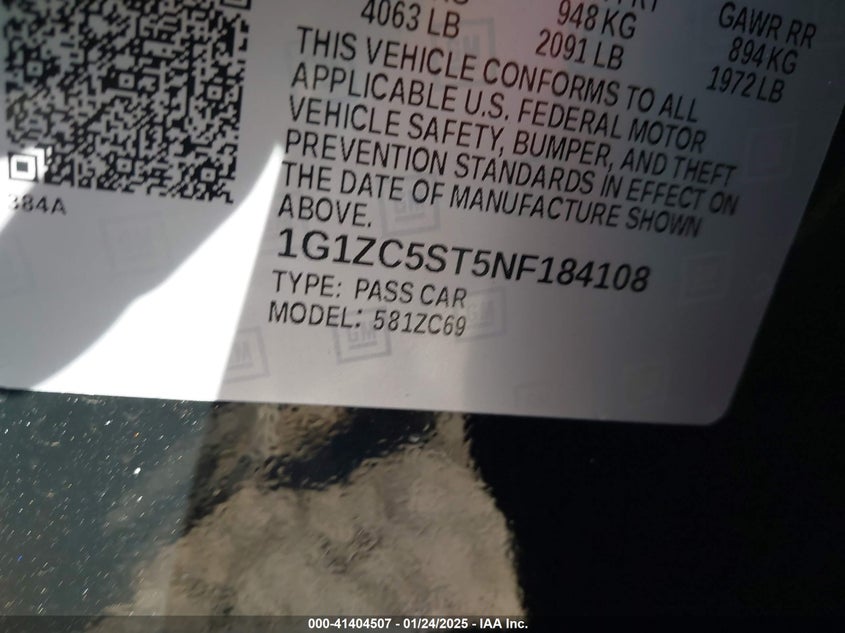 4063 LB
948 KG
2091 LB
GAWR RR
894 KG
1972 LB
THIS VEHICLE CONFORMS TO ALL
APPLICABLE U.S. FEDERAL MOTOR
VEHICLE SAFETY, BUMPER, AND THEFT
PREVENTION STANDARDS IN EFFECT ON
THE DATE OF MANUFACTURE SHOWN
ABOVE.
384A
1G1ZC5ST5NF184108
TYPE: PASS CAR
MODEL: 581ZC69
GM
000-41404507 - 01/24/2025 - IAA Inc.